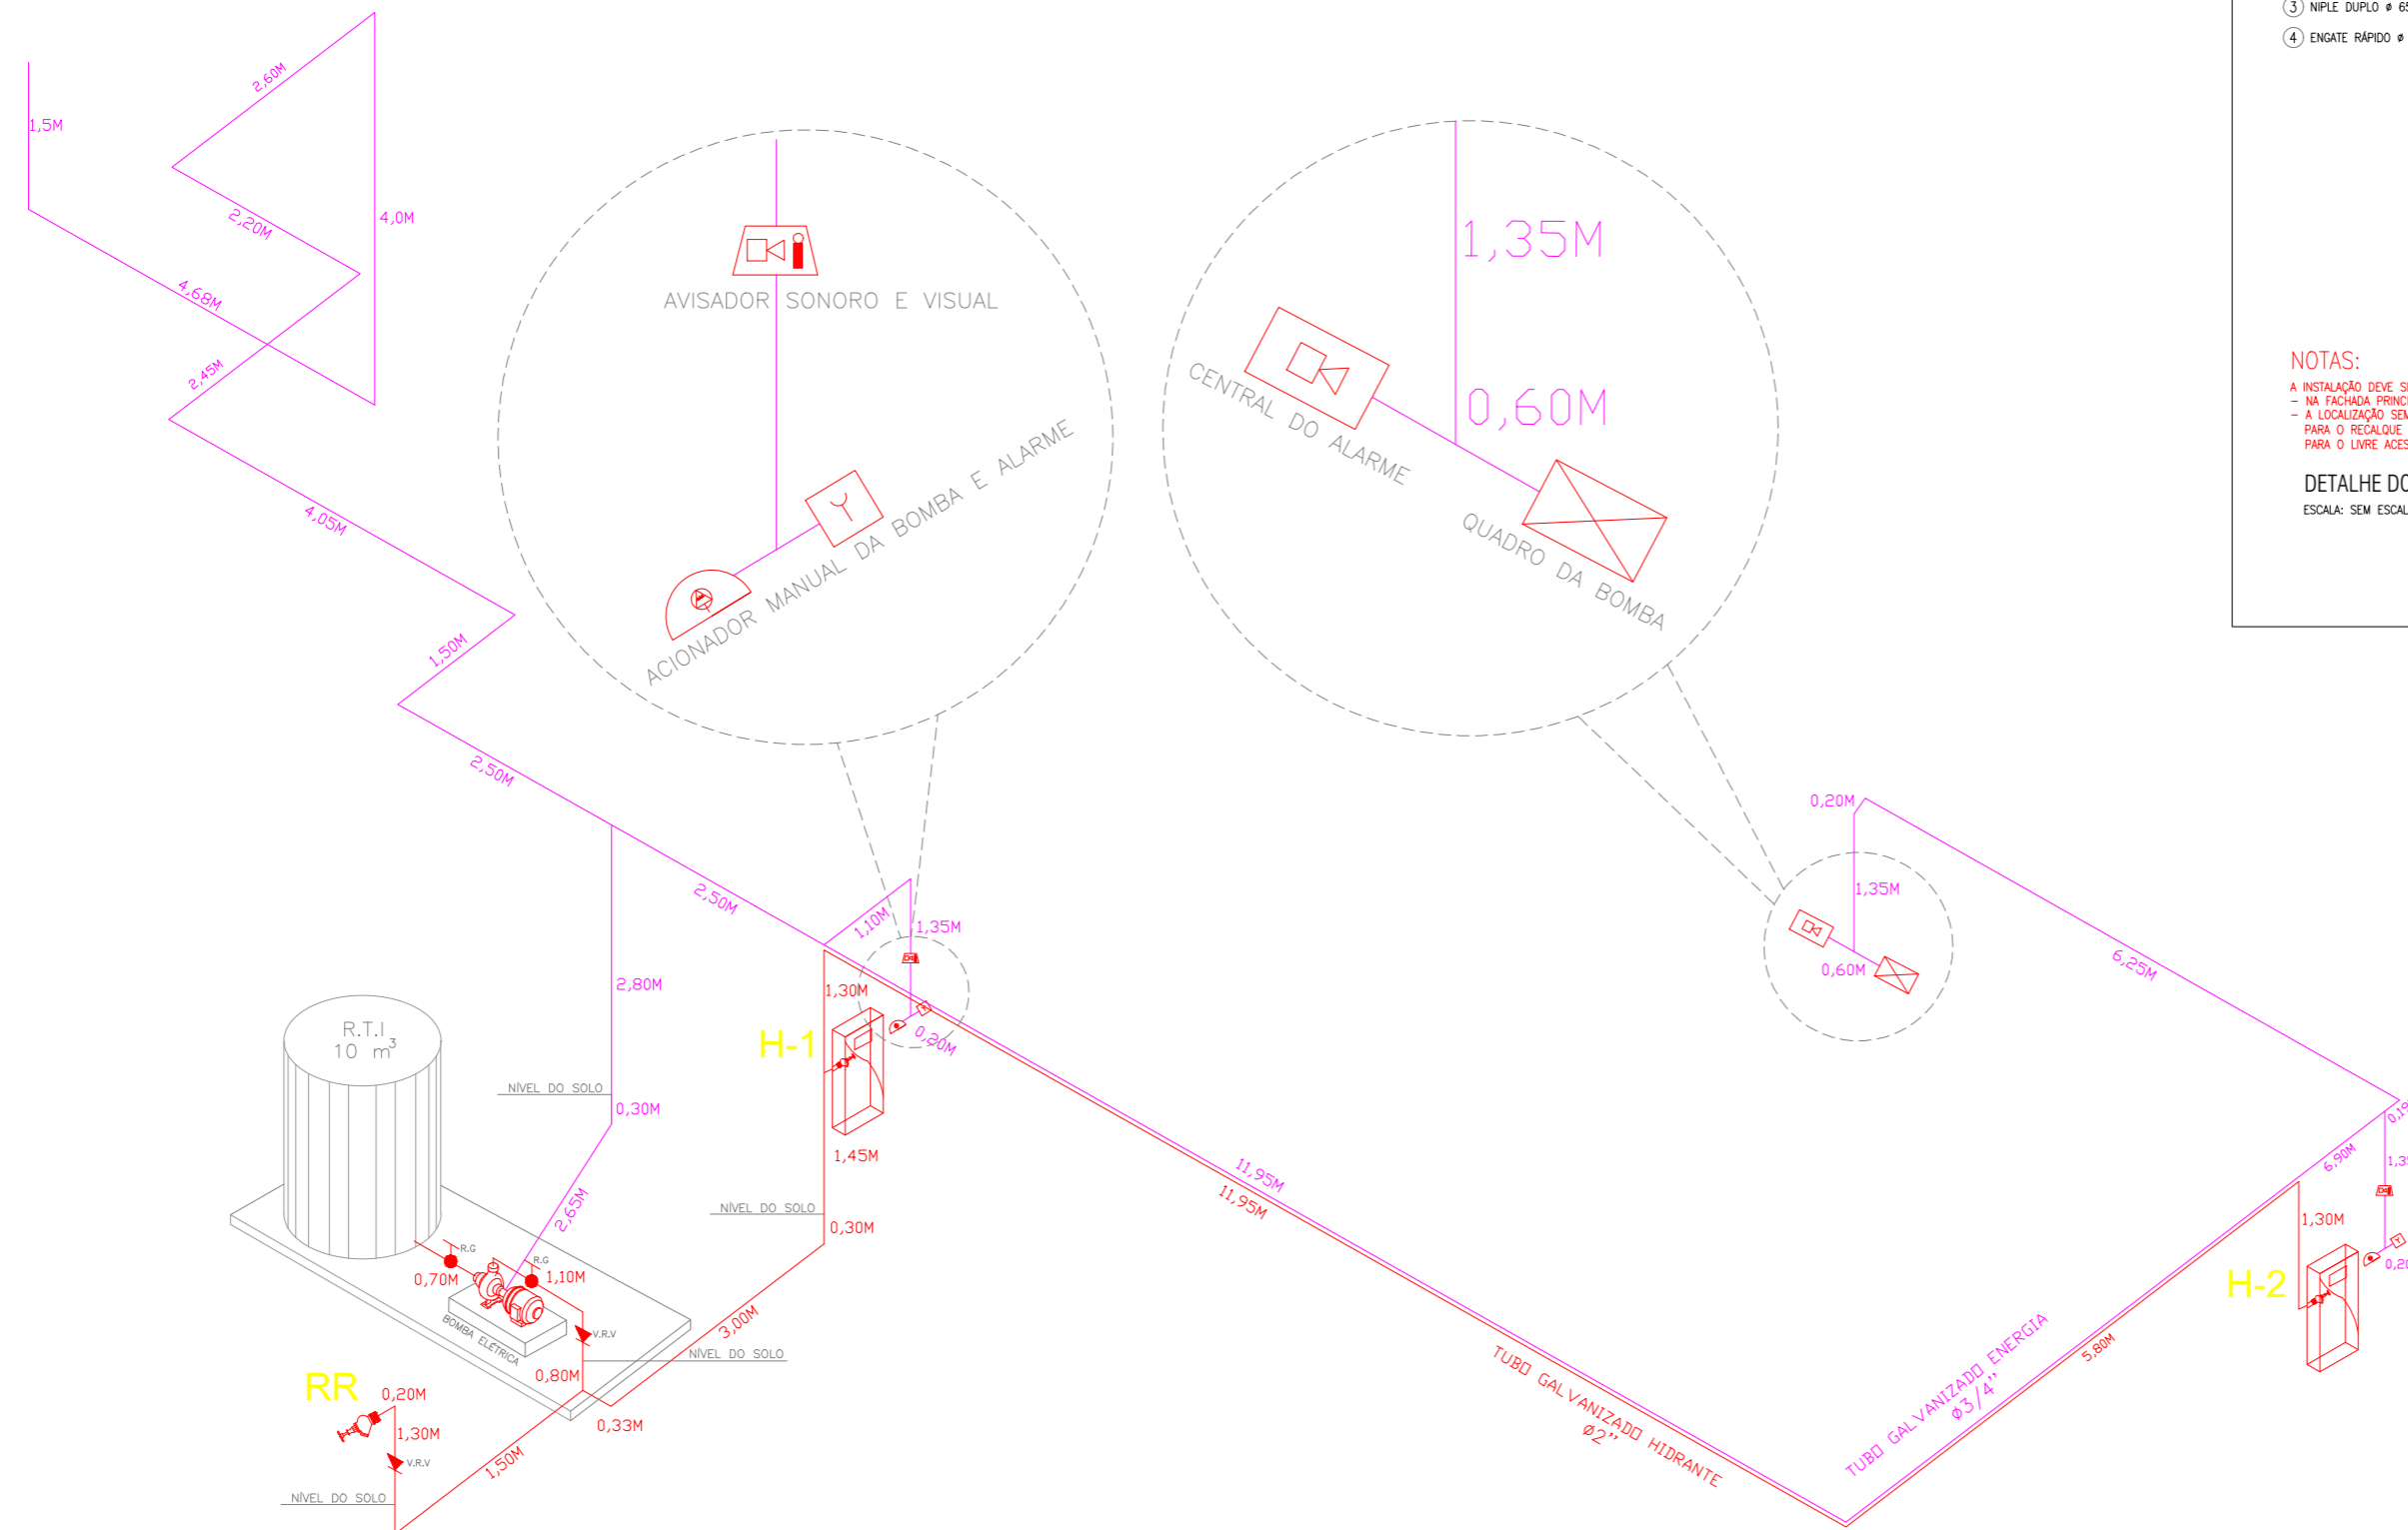 3 NIPLE DUPLO ø 65
4 ENGATE RÁPIDO ø
2,60M
1,5M
4,0M
2,20M
4,68M
2,45M
4,05M
1,50M
2,50M
AVISADOR SONORO E VISUAL
ACIONADOR MANUAL DA BOMBA E ALARME
1,35M
0,60M
CENTRAL DO ALARME
QUADRO DA BOMBA
NOTAS:
A INSTALAÇÃO DEVE
- NA FACHADA
- A LOCALIZAÇÃO
PARA O RECALQUE
PARA O LIVRE
DETALHE
ESCALA: SEM
0,20M
1,35M
0,60M
6,25M
2,50M
1,10M
1,35M
2,80M
1,30M
H-1
0,20M
R.T.I
10 m³
NÍVEL DO SOLO
0,30M
1,45M
2,65M
NÍVEL DO SOLO
0,30M
11,95M
11,95M
6,90M
1,30M
H-2
R.G
R.G
0,70M
1,10M
V.R.V
BOMBA ELÉTRICA
3,00M
NÍVEL DO SOLO
0,80M
0,33M
RR
0,20M
1,30M
V.R.V
1,50M
NÍVEL DO SOLO
TUBO GALVANIZADO HIDRANTE
ø2"
TUBO GALVANIZADO ENERGIA
ø3/4"
5,80M